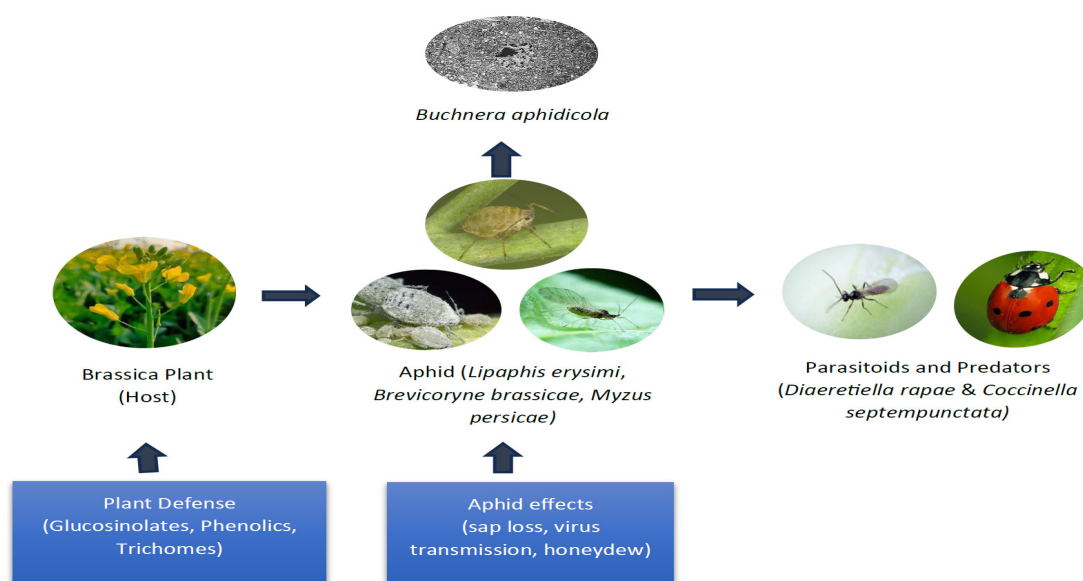 Buchnera aphidicola
Brassica Plant
(Host)
Aphid (Lipaphis erysimi,
Brevicoryne brassicae, Myzus
persicae)
Parasitoids and Predators
(Diaeretiella rapae & Coccinella
septempunctata)
Plant Defense
(Glucosinolates, Phenolics,
Trichomes)
Aphid effects
(sap loss, virus
transmission, honeydew)